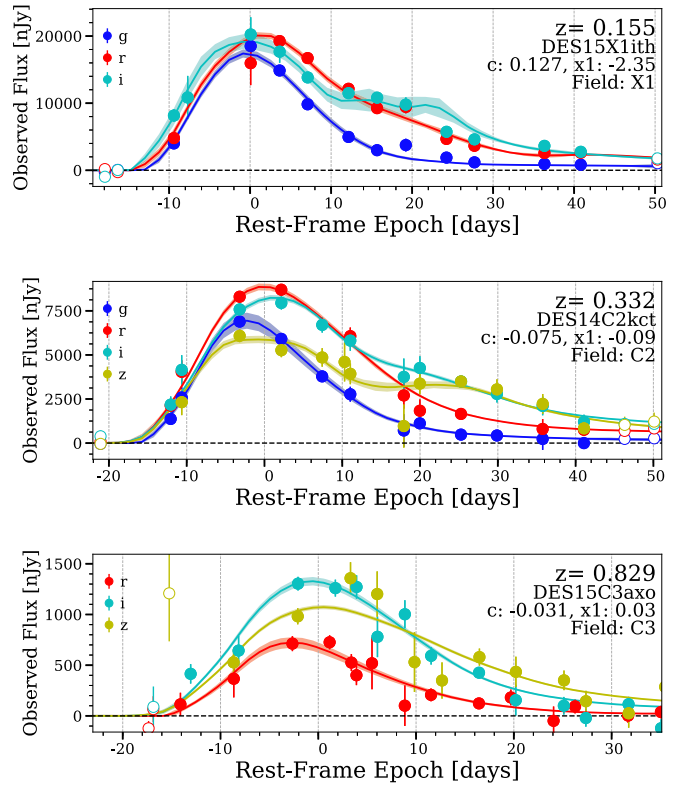 z= 0.155
DES15X1ith
c: 0.127, x1: -2.35
Field: X1
g
r
i
Observed Flux [nJy]
20000
10000
0
-10 0 10 20 30 40 50
Rest-Frame Epoch [days]
z= 0.332
DES14C2kct
c: -0.075, x1: -0.09
Field: C2
g
r
i
z
Observed Flux [nJy]
7500
5000
2500
0
-20 -10 0 10 20 30 40 50
Rest-Frame Epoch [days]
z= 0.829
DES15C3axo
c: -0.031, x1: 0.03
Field: C3
r
i
z
Observed Flux [nJy]
1500
1000
500
0
-20 -10 0 10 20 30
Rest-Frame Epoch [days]